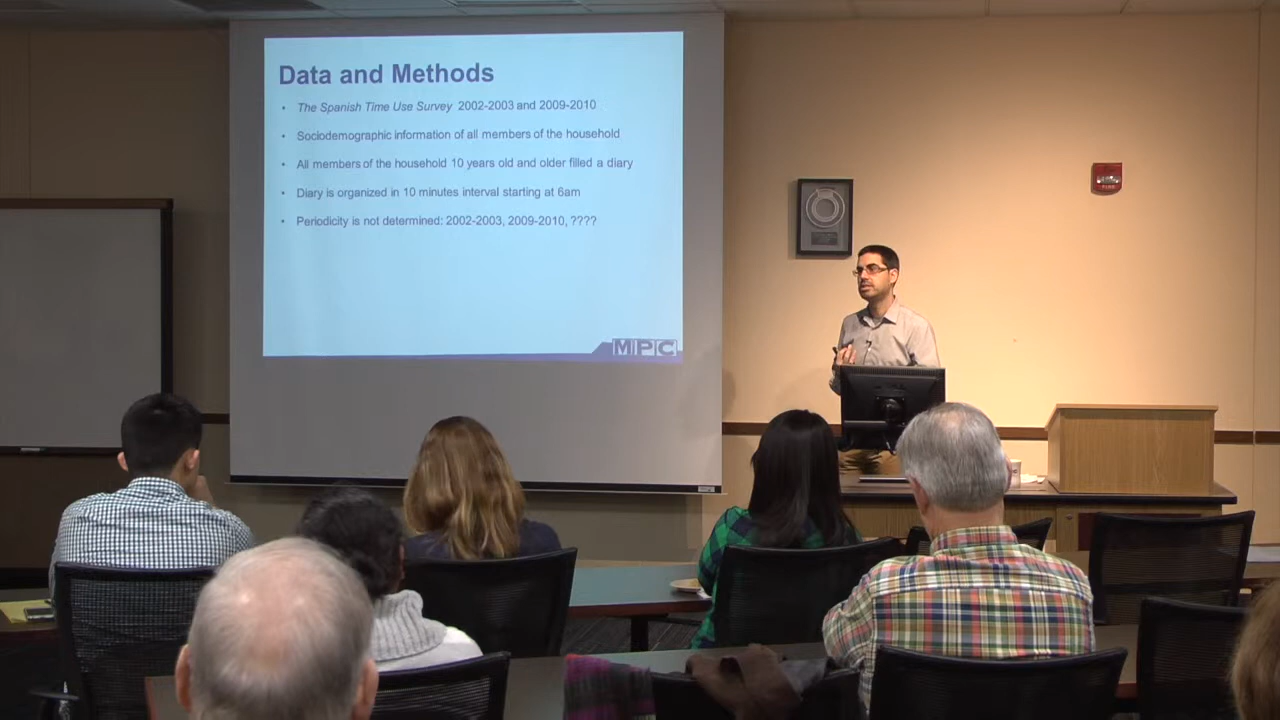 Data and Methods
• The Spanish Time Use Survey 2002-2003 and 2009-2010
• Sociodemographic information of all members of the household
• All members of the household 10 years old and older filled a diary
• Diary is organized in 10 minutes interval starting at 6am
• Periodicity is not determined: 2002-2003, 2009-2010, ????
MPC
FIRE